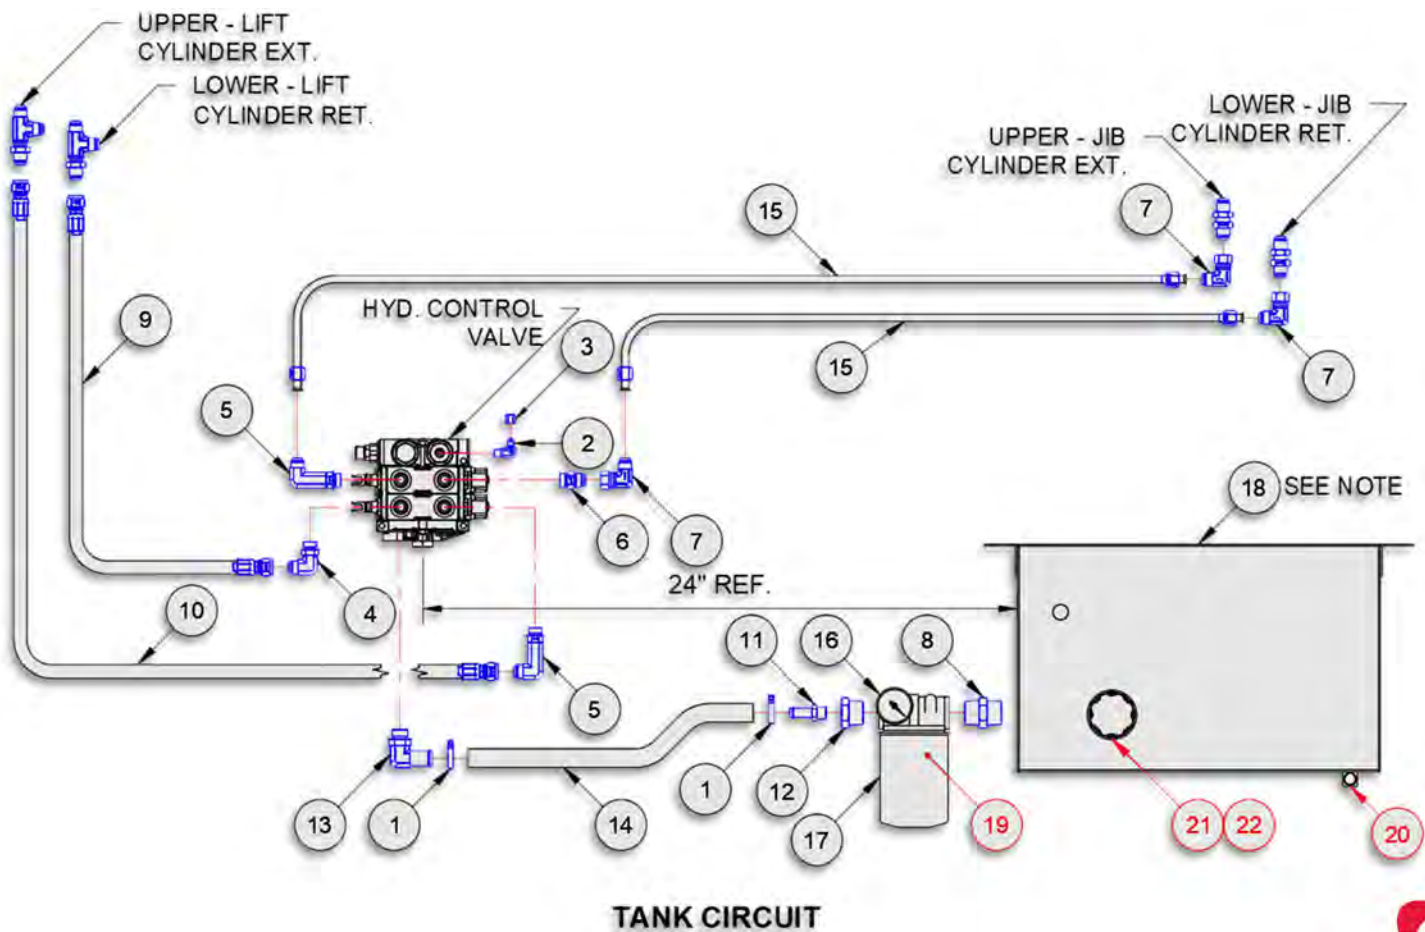 UPPER - LIFT
CYLINDER EXT.
LOWER - LIFT
CYLINDER RET.
LOWER - JIB
CYLINDER RET.
UPPER - JIB
CYLINDER EXT.
15
7
HYD. CONTROL
VALVE
9
3
15
7
5
2
18 SEE NOTE
6
7
24" REF.
4
10
11
16
8
5
1
12
13
1
14
17
19
21
22
20
TANK CIRCUIT